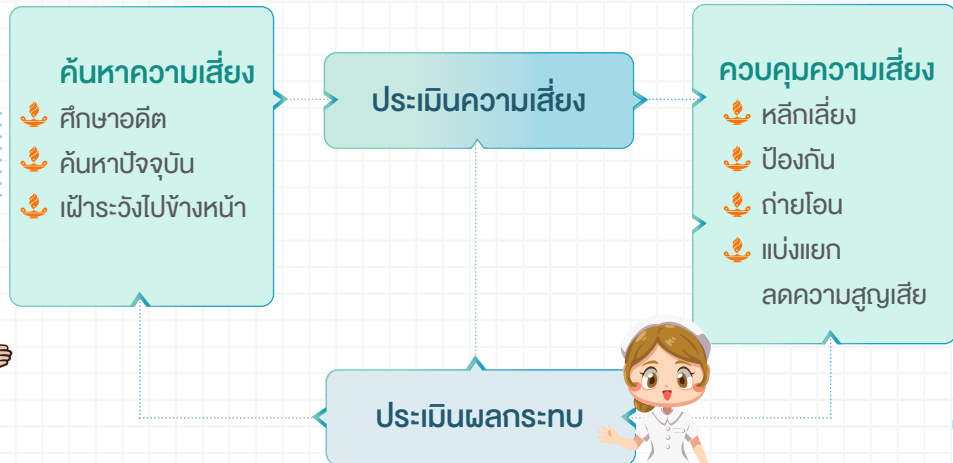 ค้นหาความเสี่ยง
ศึกษาอดีต
ค้นหาปัจจุบัน
เฝ้าระวังไปข้างหน้า
ประเมินความเสี่ยง
ควบคุมความเสี่ยง
หลีกเลี่ยง
ป้องกัน
ถ่ายโอน
แบ่งแยก
ลดความสูญเสีย
ประเมินผลกระทบ